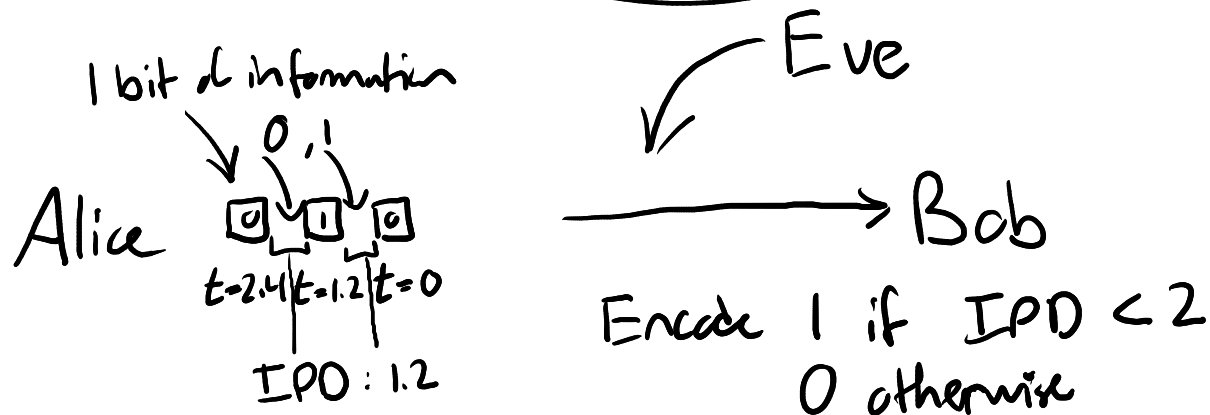 Eve
1 bit of information
0, 1
Alice
0 1 0
Bob
t=2.4 t=1.2 t=0
IPD: 1.2
Encode 1 if IPD < 2
0 otherwise